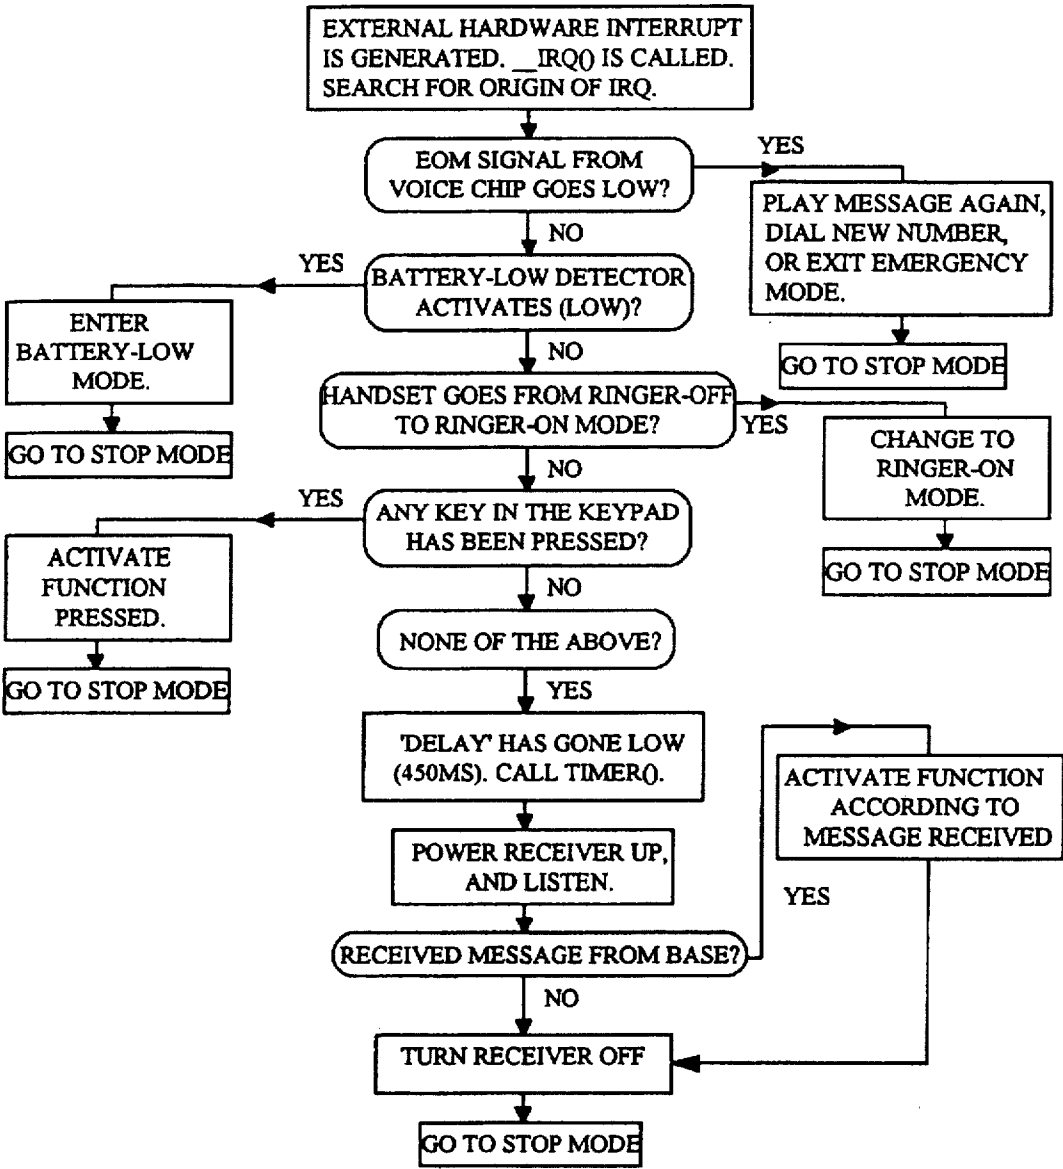 EXTERNAL HARDWARE INTERRUPT
IS GENERATED. __IRQ() IS CALLED.
SEARCH FOR ORIGIN OF IRQ.
EOM SIGNAL FROM
VOICE CHIP GOES LOW?
YES
PLAY MESSAGE AGAIN,
DIAL NEW NUMBER,
OR EXIT EMERGENCY
MODE.
GO TO STOP MODE
NO
BATTERY-LOW DETECTOR
ACTIVATES (LOW)?
YES
ENTER
BATTERY-LOW
MODE.
GO TO STOP MODE
NO
HANDSET GOES FROM RINGER-OFF
TO RINGER-ON MODE?
YES
CHANGE TO
RINGER-ON
MODE.
GO TO STOP MODE
NO
ANY KEY IN THE KEYPAD
HAS BEEN PRESSED?
YES
ACTIVATE
FUNCTION
PRESSED.
GO TO STOP MODE
NO
NONE OF THE ABOVE?
YES
'DELAY' HAS GONE LOW
(450MS). CALL TIMER().
POWER RECEIVER UP,
AND LISTEN.
RECEIVED MESSAGE FROM BASE?
YES
ACTIVATE FUNCTION
ACCORDING TO
MESSAGE RECEIVED
NO
TURN RECEIVER OFF
GO TO STOP MODE